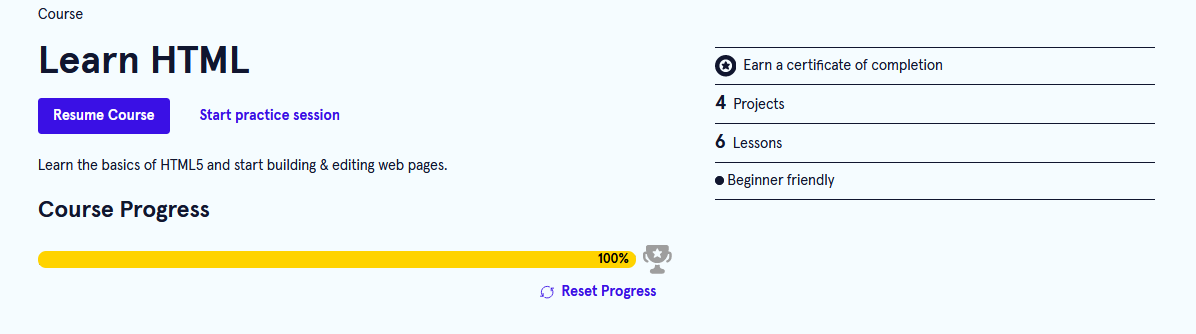 Course
Learn HTML
Resume Course
Start practice session
Learn the basics of HTML5 and start building & editing web pages.
Course Progress
100%
Reset Progress
Earn a certificate of completion
4 Projects
6 Lessons
Beginner friendly